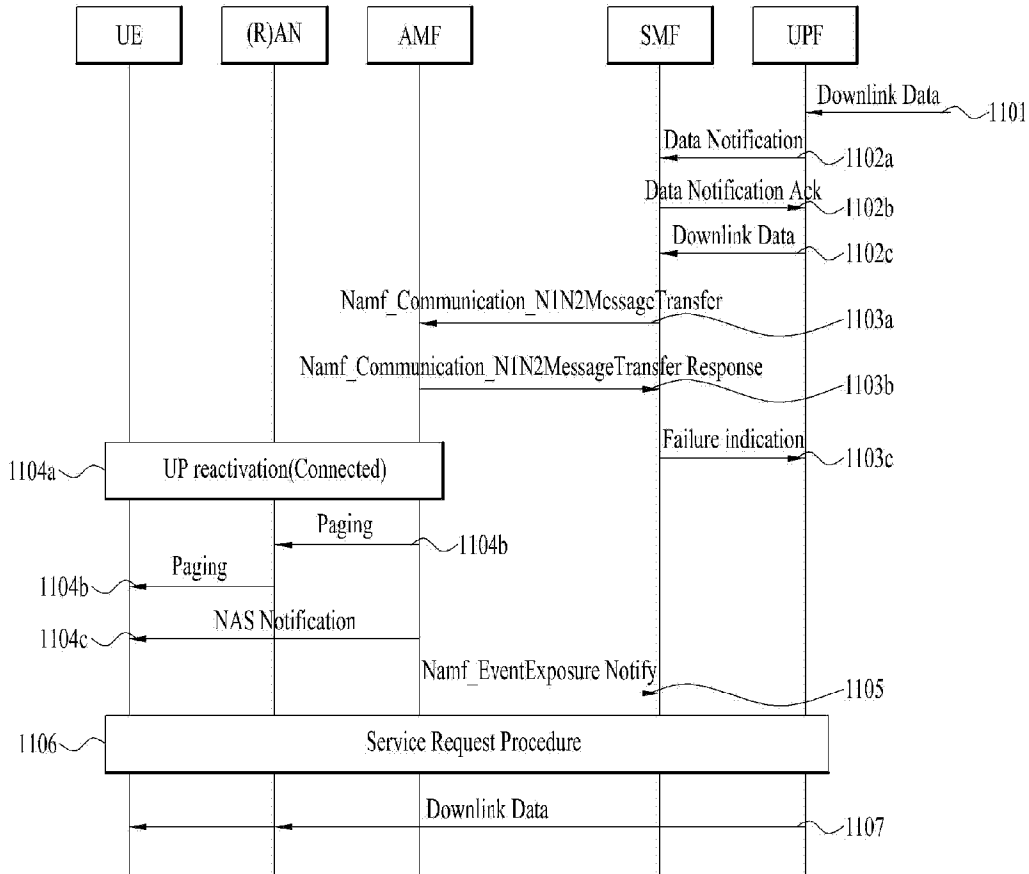 UE
(R)AN
AMF
SMF
UPF
Downlink Data
1101
Data Notification
1102a
Data Notification Ack
1102b
Downlink Data
1102c
Namf_Communication_N1N2MessageTransfer
1103a
Namf_Communication_N1N2MessageTransfer Response
1103b
Failure indication
1103c
1104a
UP reactivation(Connected)
Paging
1104b
1104b
Paging
1104c
NAS Notification
Namf_EventExposure Notify
1105
1106
Service Request Procedure
Downlink Data
1107